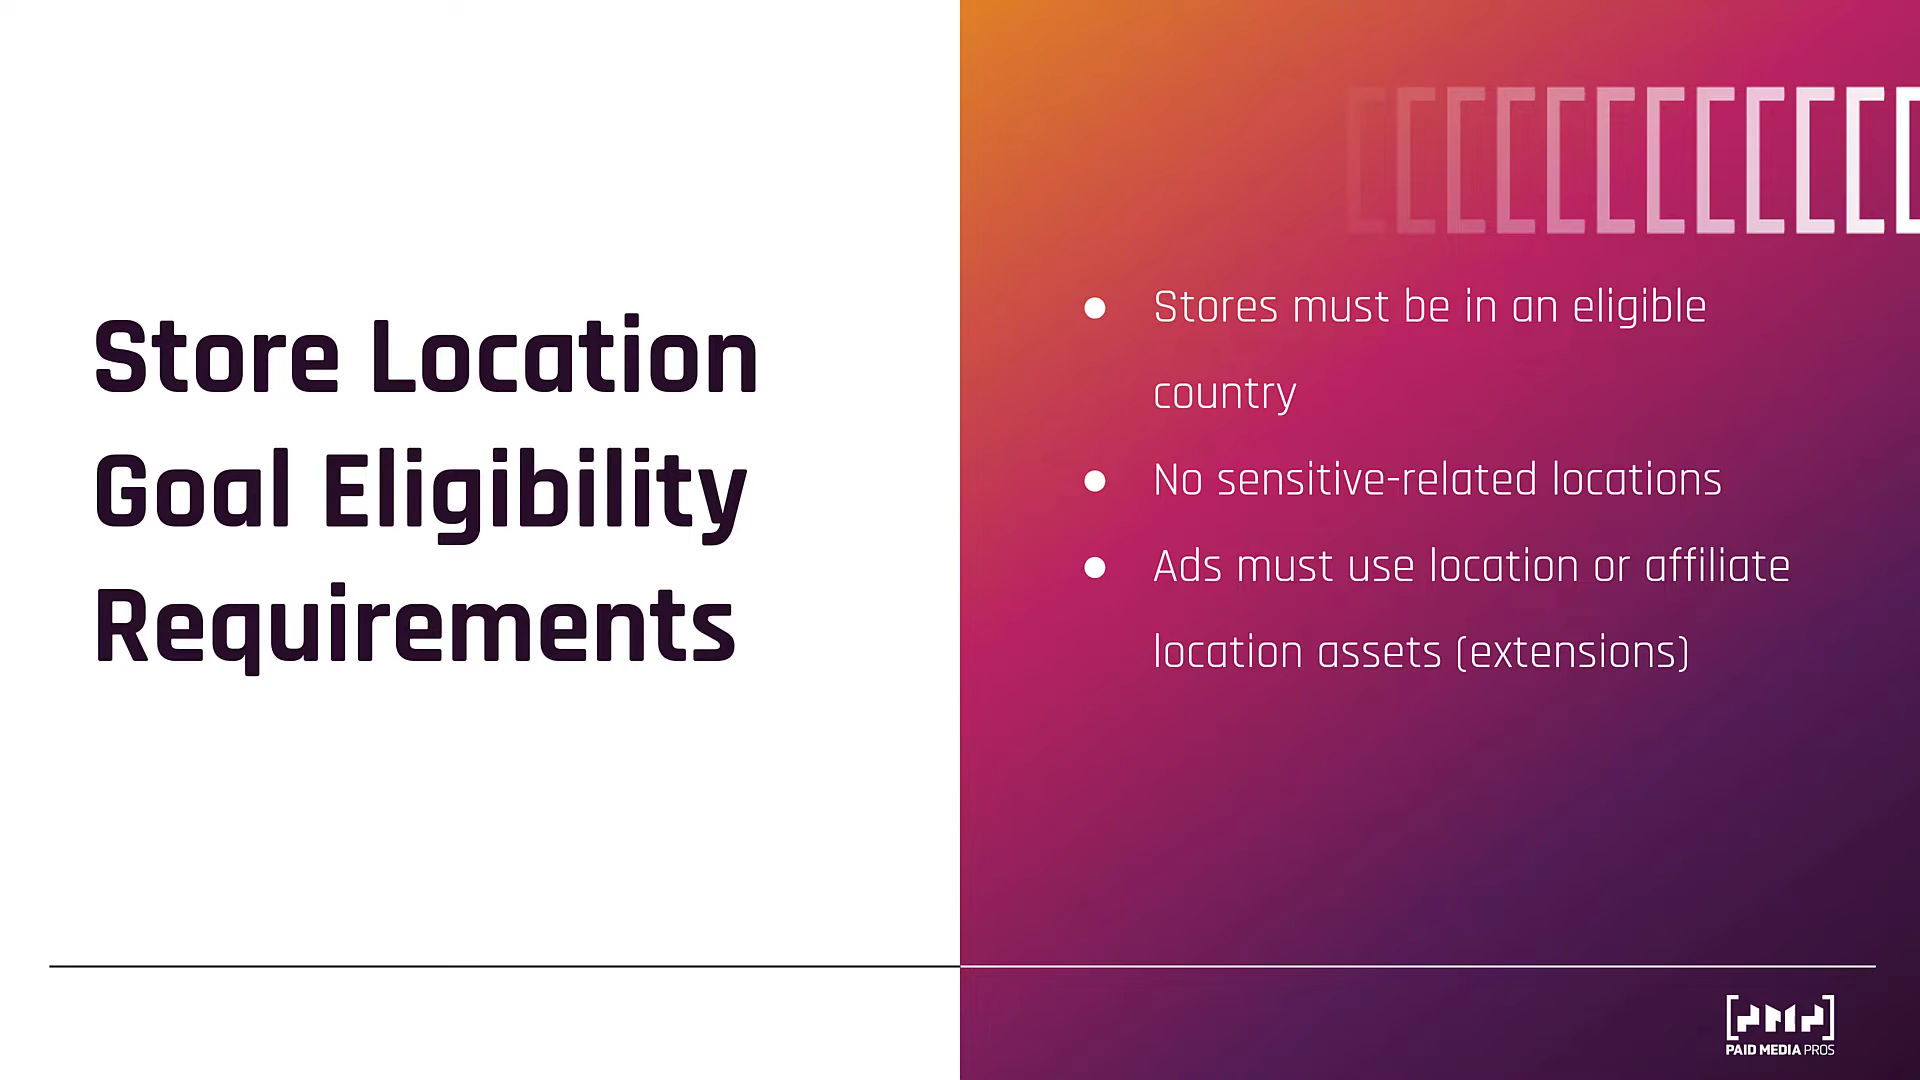 Store Location
Goal Eligibility
Requirements
● Stores must be in an eligible
country
● No sensitive-related locations
● Ads must use location or affiliate
location assets (extensions)
[PMP]
PAID MEDIA PROS